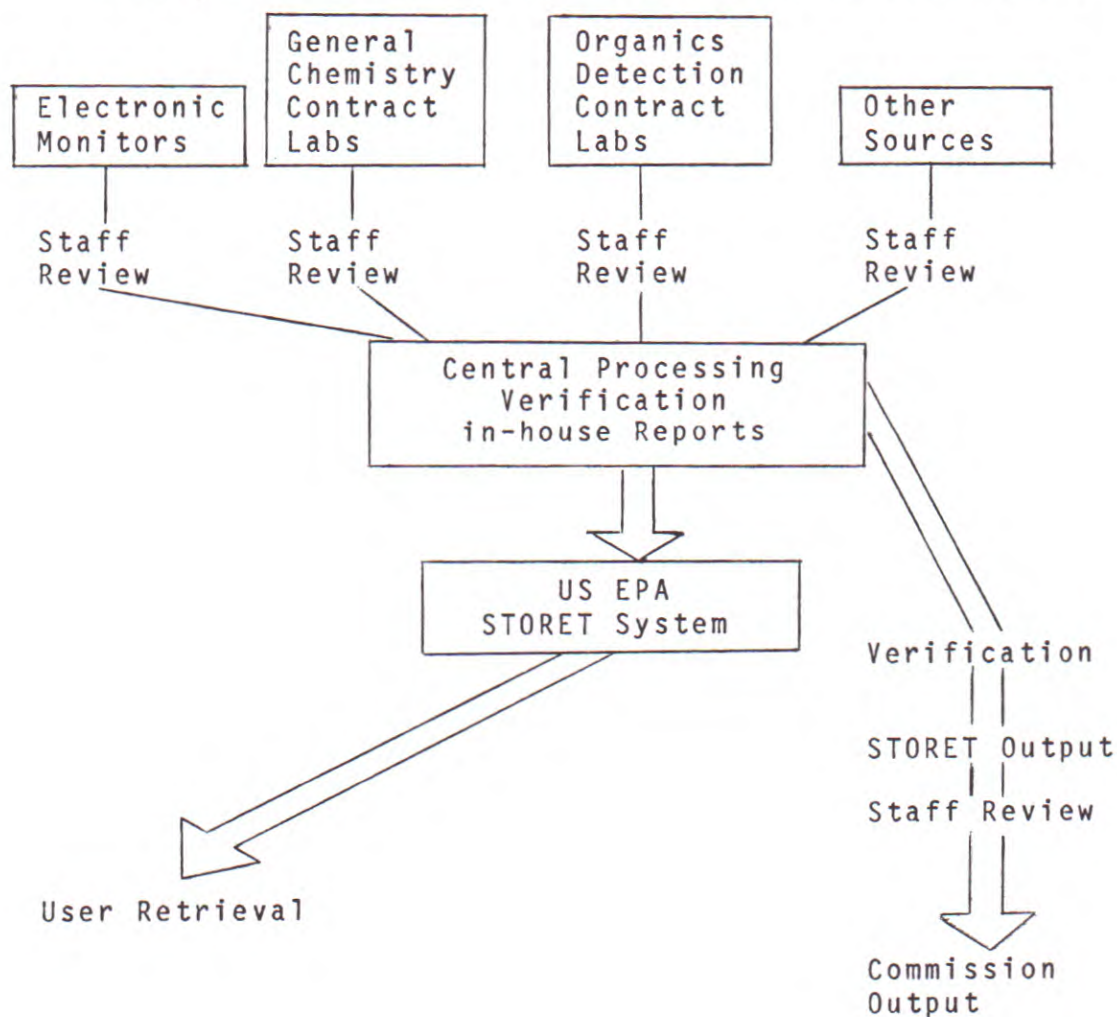 Electronic
Monitors
General
Chemistry
Contract
Labs
Organics
Detection
Contract
Labs
Other
Sources
Staff
Review
Staff
Review
Staff
Review
Staff
Review
Central Processing
Verification
in-house Reports
US EPA
STORET System
Verification
STORET Output
Staff Review
User Retrieval
Commission
Output